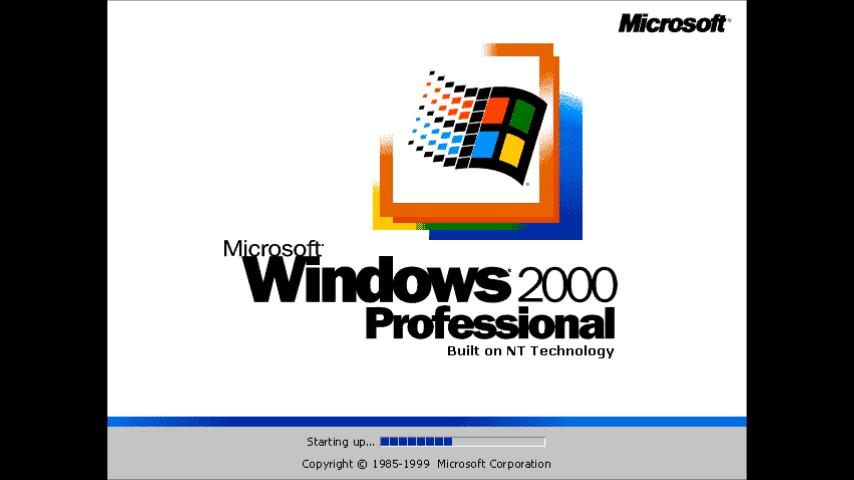 Microsoft®
Microsoft®
Windows® 2000
Professional
Built on NT Technology
Starting up...
Copyright © 1985-1999 Microsoft Corporation